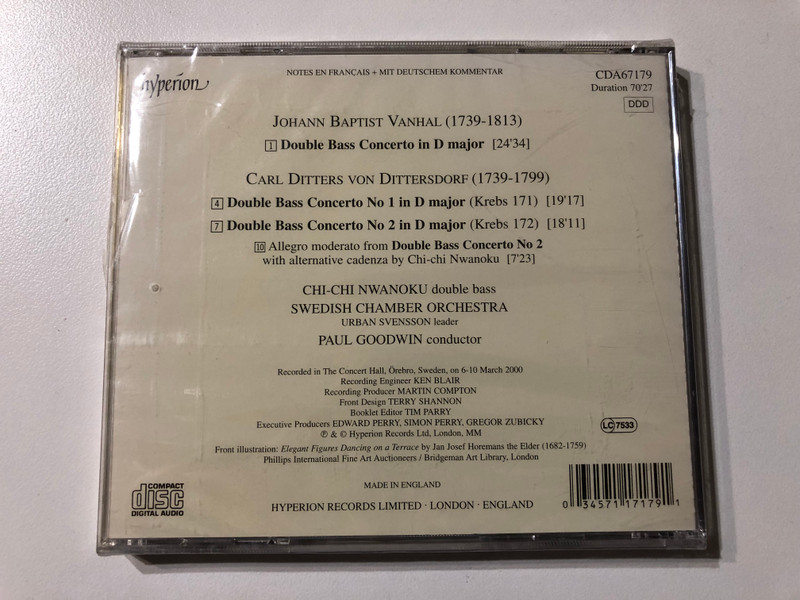 hyperion
NOTES EN FRANÇAIS + MIT DEUTSCHEM KOMMENTAR
CDA67179
Duration 70'27
DDD
JOHANN BAPTIST VANHAL (1739-1813)
1 Double Bass Concerto in D major [24'34]
CARL DITTERS VON DITTERSDORF (1739-1799)
4 Double Bass Concerto No 1 in D major (Krebs 171) [19'17]
7 Double Bass Concerto No 2 in D major (Krebs 172) [18'11]
10 Allegro moderato from Double Bass Concerto No 2
with alternative cadenza by Chi-chi Nwanoku [7'23]
CHI-CHI NWANOKU double bass
SWEDISH CHAMBER ORCHESTRA
URBAN SVENSSON leader
PAUL GOODWIN conductor
Recorded in The Concert Hall, Örebro, Sweden, on 6-10 March 2000
Recording Engineer KEN BLAIR
Recording Producer MARTIN COMPTON
Front Design TERRY SHANNON
Booklet Editor TIM PARRY
Executive Producers EDWARD PERRY, SIMON PERRY, GREGOR ZUBICKY
℗ & © Hyperion Records Ltd, London, MM
LC 7533
Front illustration: Elegant Figures Dancing on a Terrace by Jan Josef Horemans the Elder (1682-1759)
Phillips International Fine Art Auctioneers / Bridgeman Art Library, London
COMPACT
disc
DIGITAL AUDIO
MADE IN ENGLAND
HYPERION RECORDS LIMITED · LONDON · ENGLAND
0 34571 17179 1